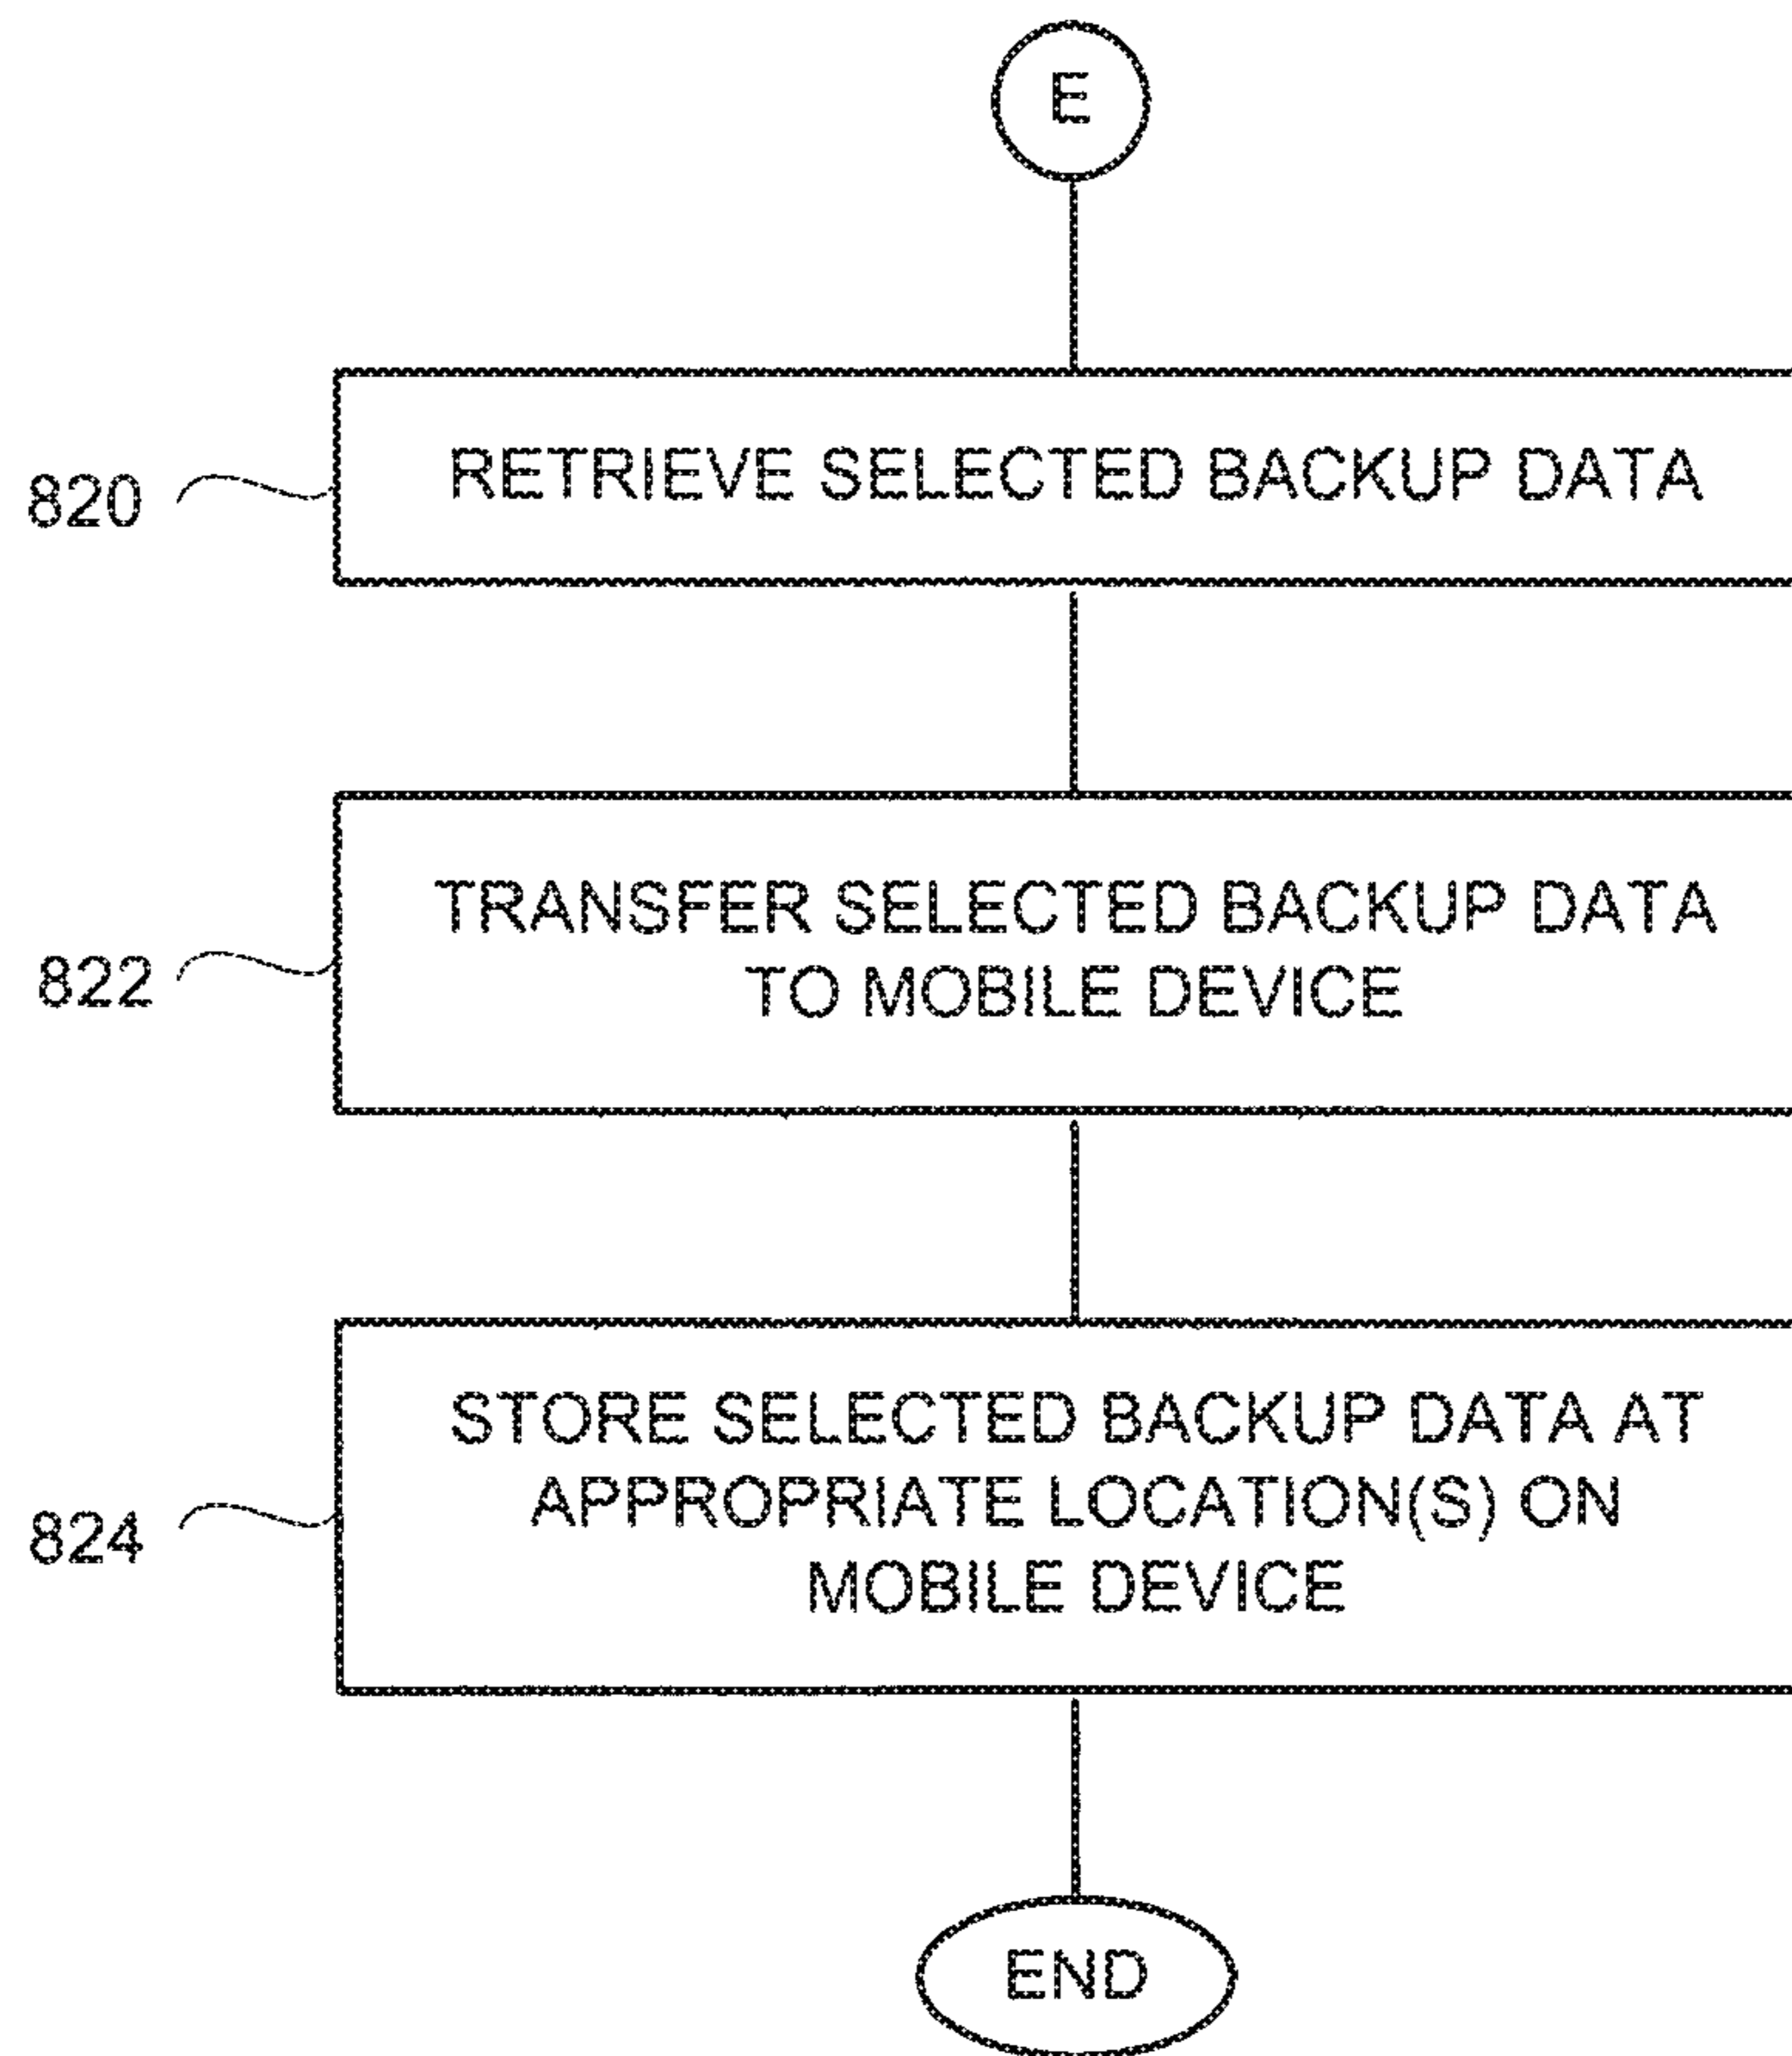 E
820
RETRIEVE SELECTED BACKUP DATA
822
TRANSFER SELECTED BACKUP DATA
TO MOBILE DEVICE
824
STORE SELECTED BACKUP DATA AT
APPROPRIATE LOCATION(S) ON
MOBILE DEVICE
END